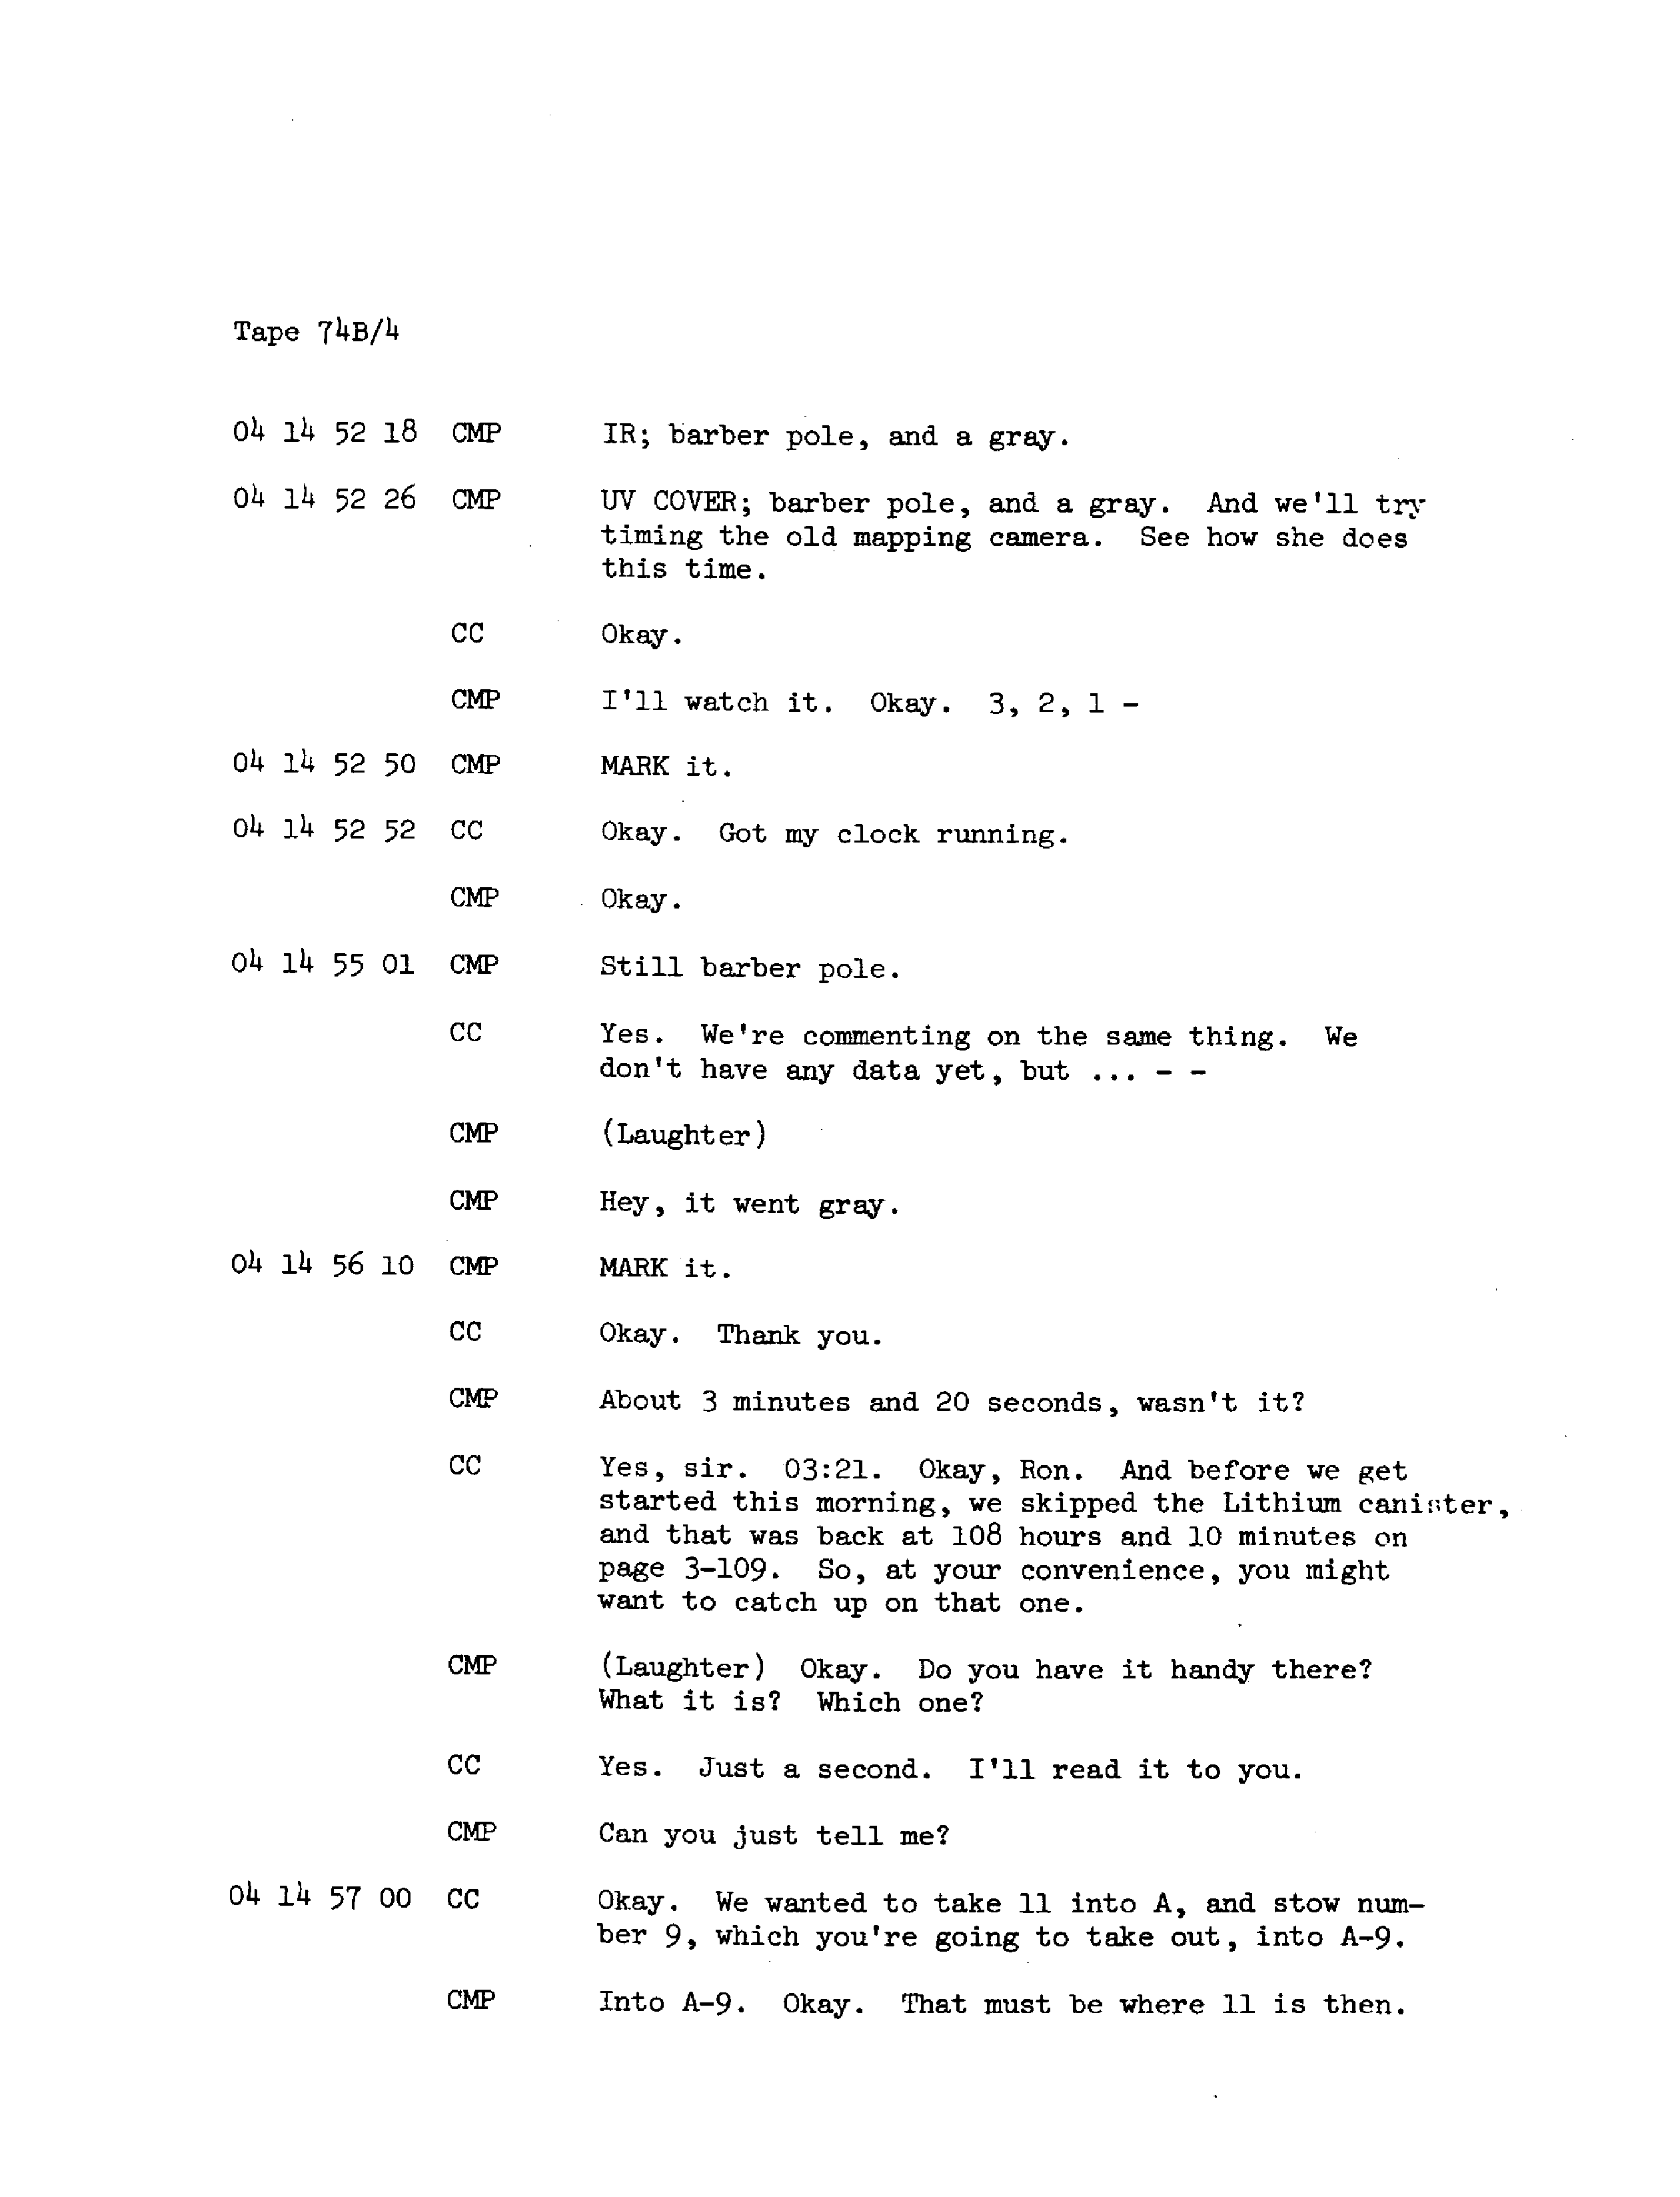 Tape 74B/4
04 14 52 18 CMP IR; barber pole, and a gray.
04 14 52 26 CMP UV COVER; barber pole, and a gray. And we'll try
timing the old mapping camera. See how she does
this time.
CC Okay.
CMP I'll watch it. Okay. 3, 2, 1 -
04 14 52 50 CMP MARK it.
04 14 52 52 CC Okay. Got my clock running.
CMP Okay.
04 14 55 01 CMP Still barber pole.
CC Yes. We're commenting on the same thing. We
don't have any data yet, but ... - -
CMP (Laughter)
CMP Hey, it went gray.
04 14 56 10 CMP MARK it.
CC Okay. Thank you.
CMP About 3 minutes and 20 seconds, wasn't it?
CC Yes, sir. 03:21. Okay, Ron. And before we get
started this morning, we skipped the Lithium canister,
and that was back at 108 hours and 10 minutes on
page 3-109. So, at your convenience, you might
want to catch up on that one.
CMP (Laughter) Okay. Do you have it handy there?
What it is? Which one?
CC Yes. Just a second. I'll read it to you.
CMP Can you just tell me?
04 14 57 00 CC Okay. We wanted to take 11 into A, and stow num-
ber 9, which you're going to take out, into A-9.
CMP Into A-9. Okay. That must be where 11 is then.